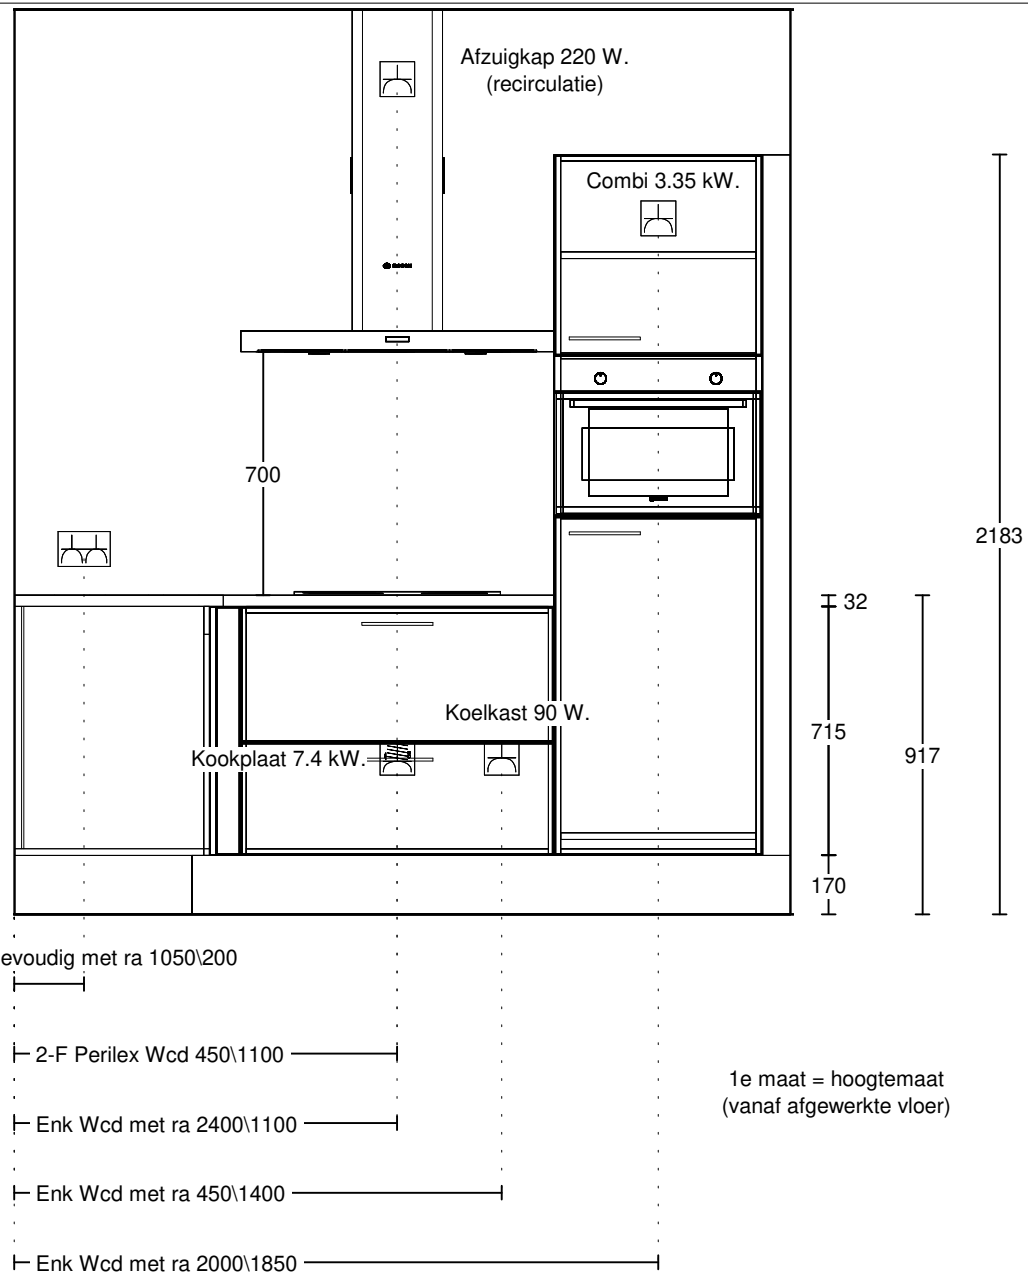 Afzuigkap 220 W.
(recirculatie)
Combi 3.35 kW.
700
2183
32
Koelkast 90 W.
715
917
Kookplaat 7.4 kW.
170
evoudig met ra 1050\200
2-F Perilex Wcd 450\1100
1e maat = hoogtemaat
(vanaf afgewerkte vloer)
Enk Wcd met ra 2400\1100
Enk Wcd met ra 450\1400
Enk Wcd met ra 2000\1850